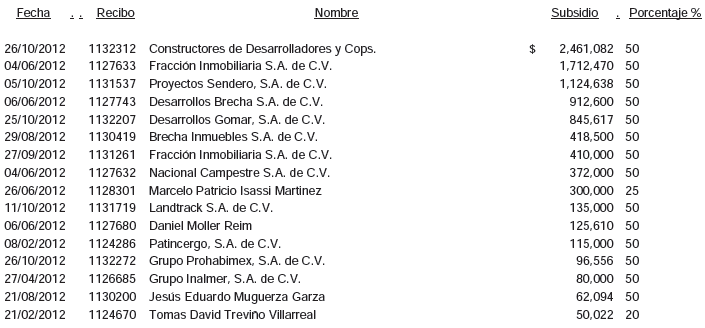 Fecha . . Recibo Nombre Subsidio . Porcentaje %
26/10/2012 1132312 Constructores de Desarrolladores y Cops. $ 2,461,082 50
04/06/2012 1127633 Fracción Inmobiliaria S.A. de C.V. 1,712,470 50
05/10/2012 1131537 Proyectos Sendero, S.A. de C.V. 1,124,638 50
06/06/2012 1127743 Desarrollos Brecha S.A. de C.V. 912,600 50
25/10/2012 1132207 Desarrollos Gomar, S.A. de C.V. 845,617 50
29/08/2012 1130419 Brecha Inmuebles S.A. de C.V. 418,500 50
27/09/2012 1131261 Fracción Inmobiliaria S.A. de C.V. 410,000 50
04/06/2012 1127632 Nacional Campestre S.A. de C.V. 372,000 50
26/06/2012 1128301 Marcelo Patricio Isassi Martinez 300,000 25
11/10/2012 1131719 Landtrack S.A. de C.V. 135,000 50
06/06/2012 1127680 Daniel Moller Reim 125,610 50
08/02/2012 1124286 Patincergo, S.A. de C.V. 115,000 50
26/10/2012 1132272 Grupo Prohabimex, S.A. de C.V. 96,556 50
27/04/2012 1126685 Grupo Inalmer, S.A. de C.V. 80,000 50
21/08/2012 1130200 Jesús Eduardo Muguerza Garza 62,094 50
21/02/2012 1124670 Tomas David Treviño Villarreal 50,022 20